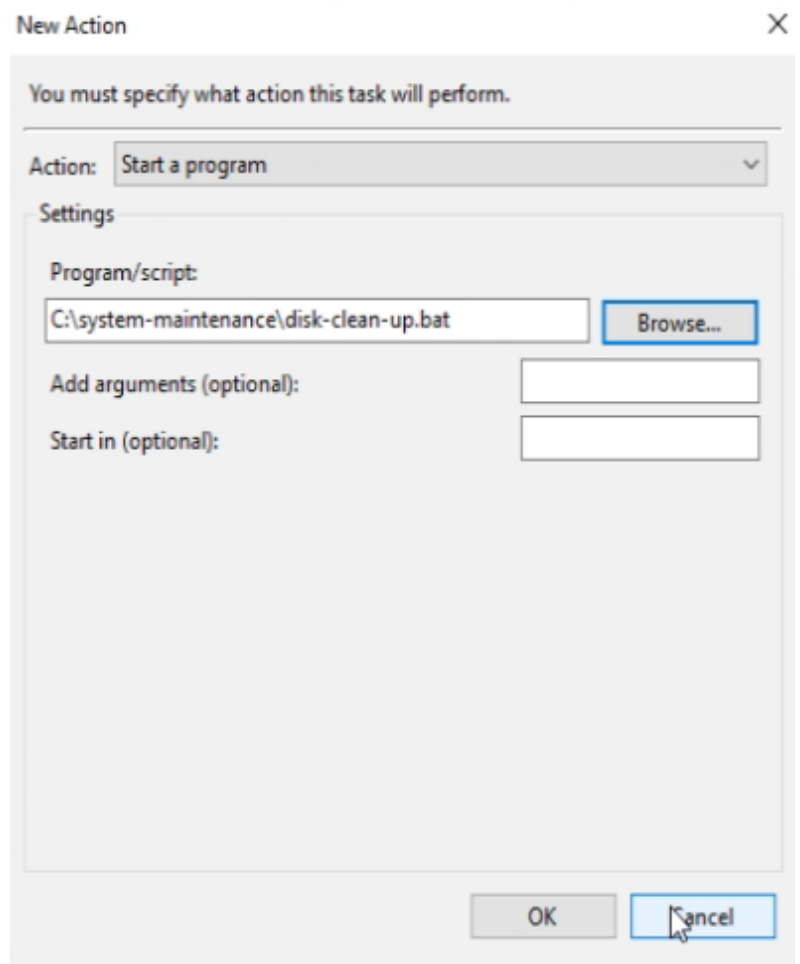 New Action
You must specify what action this task will perform.
Action: Start a program
Settings
Program/script:
C:\system-maintenance\disk-clean-up.bat Browse...
Add arguments (optional):
Start in (optional):
OK Cancel